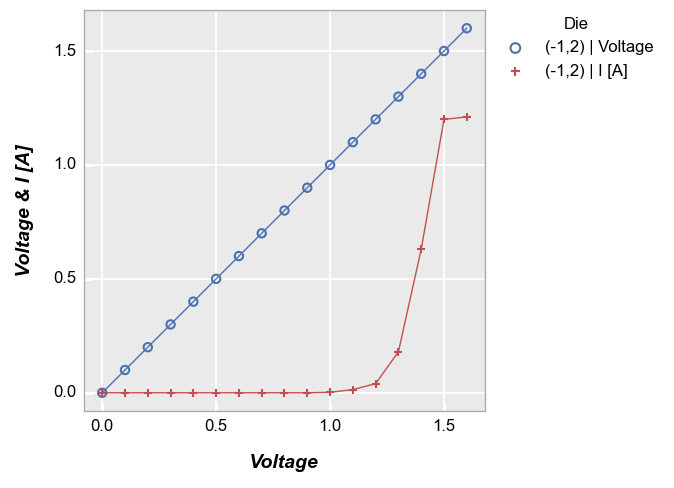 Die
(-1,2) | Voltage
(-1,2) | I [A]
1.5
1.0
0.5
0.0
Voltage & I [A]
0.0 0.5 1.0 1.5
Voltage